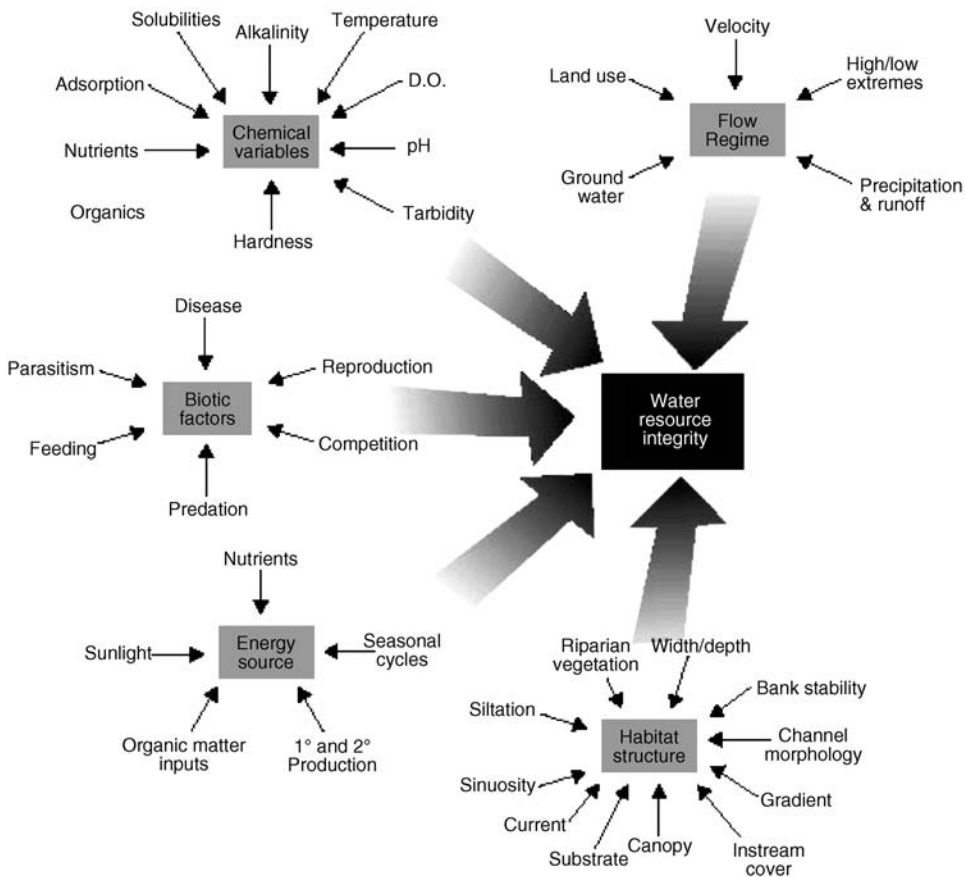 Solubilities
Alkalinity
Temperature
Adsorption
D.O.
Chemical
variables
Nutrients
pH
Organics
Tarbidity
Hardness
Velocity
Land use
High/low
extremes
Flow
Regime
Ground
water
Precipitation
& runoff
Disease
Parasitism
Reproduction
Biotic
factors
Feeding
Competition
Predation
Water
resource
integrity
Nutrients
Sunlight
Energy
source
Seasonal
cycles
Organic matter
inputs
1° and 2°
Production
Riparian
vegetation
Width/depth
Bank stability
Siltation
Habitat
structure
Channel
morphology
Sinuosity
Gradient
Current
Substrate
Canopy
Instream
cover